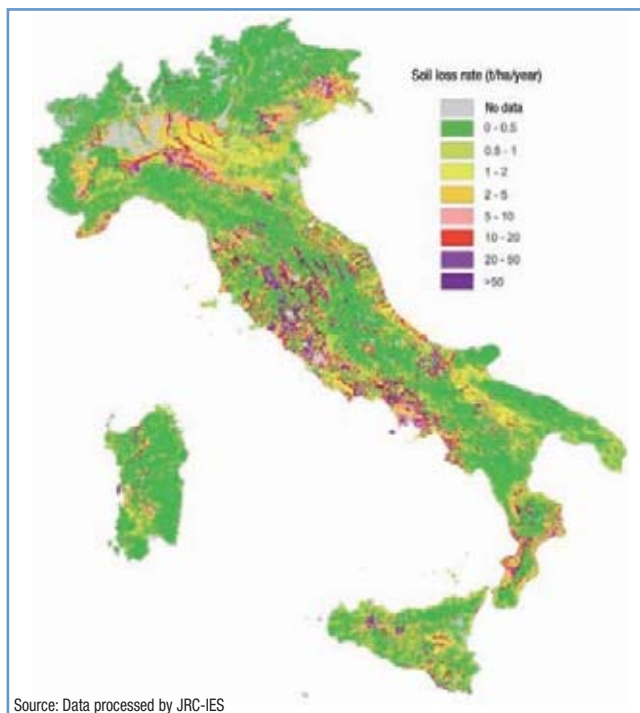 Soil loss rate (t/ha/year)
No data
0 - 0.5
0.5 - 1
1 - 2
2 - 5
5 - 10
10 - 20
20 - 50
>50
Source: Data processed by JRC-IES